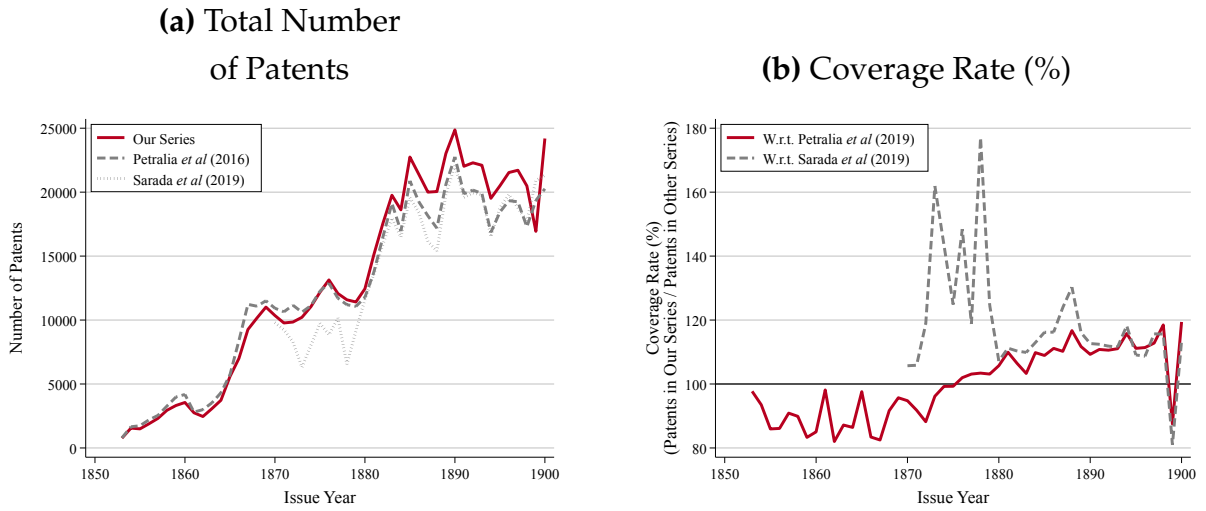 (a) Total Number
of Patents
25000
20000
15000
10000
5000
0
Number of Patents
Our Series
Petralia et al (2016)
Sarada et al (2019)
1850
1860
1870
1880
1890
1900
Issue Year
(b) Coverage Rate (%)
180
160
140
120
100
80
Coverage Rate (%)
(Patents in Our Series / Patents in Other Series)
W.r.t. Petralia et al (2019)
W.r.t. Sarada et al (2019)
1850
1860
1870
1880
1890
1900
Issue Year